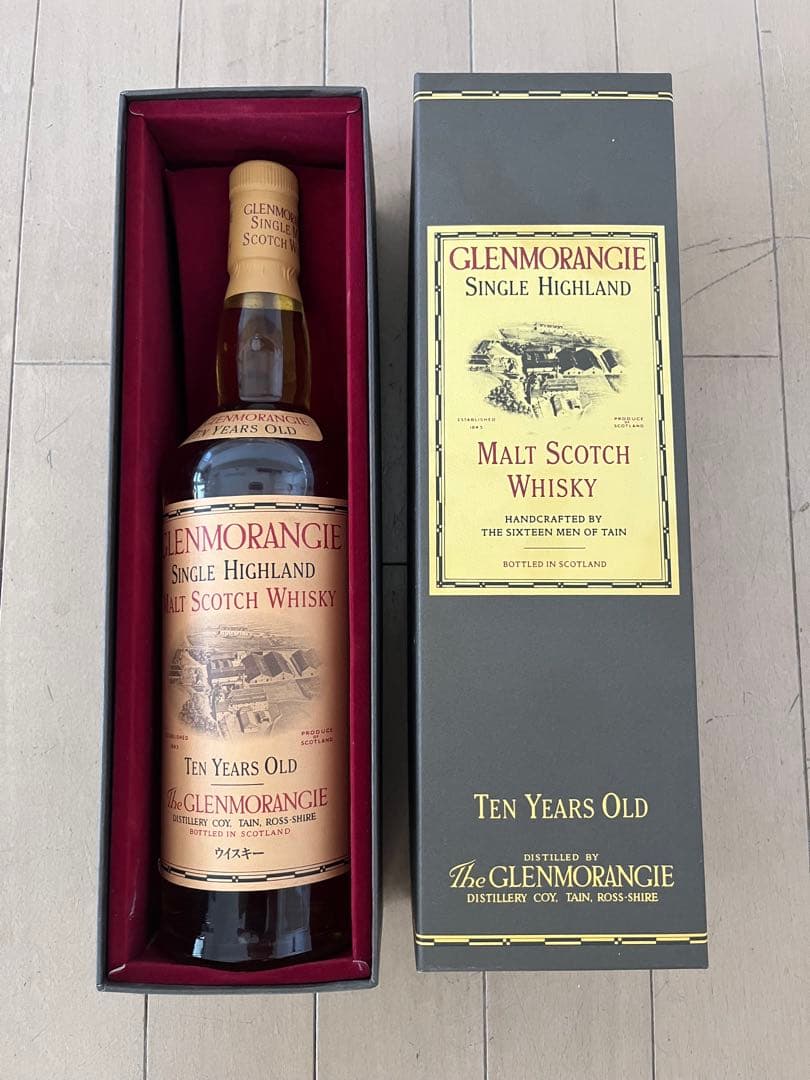 GLENMORANGIE
SINGLE
SCOTCH
GLENMORANGIE
TEN YEARS OLD
GLENMORANGIE
SINGLE HIGHLAND
MALT SCOTCH WHISKY
ESTABLISHED
1843
PRODUCE
OF
SCOTLAND
TEN YEARS OLD
The GLENMORANGIE
DISTILLERY COY, TAIN, ROSS-SHIRE
BOTTLED IN SCOTLAND
ウイスキー
GLENMORANGIE
SINGLE HIGHLAND
ESTABLISHED
1843
PRODUCE
OF
SCOTLAND
MALT SCOTCH
WHISKY
HANDCRAFTED BY
THE SIXTEEN MEN OF TAIN
BOTTLED IN SCOTLAND
TEN YEARS OLD
DISTILLED BY
The GLENMORANGIE
DISTILLERY COY, TAIN, ROSS-SHIRE